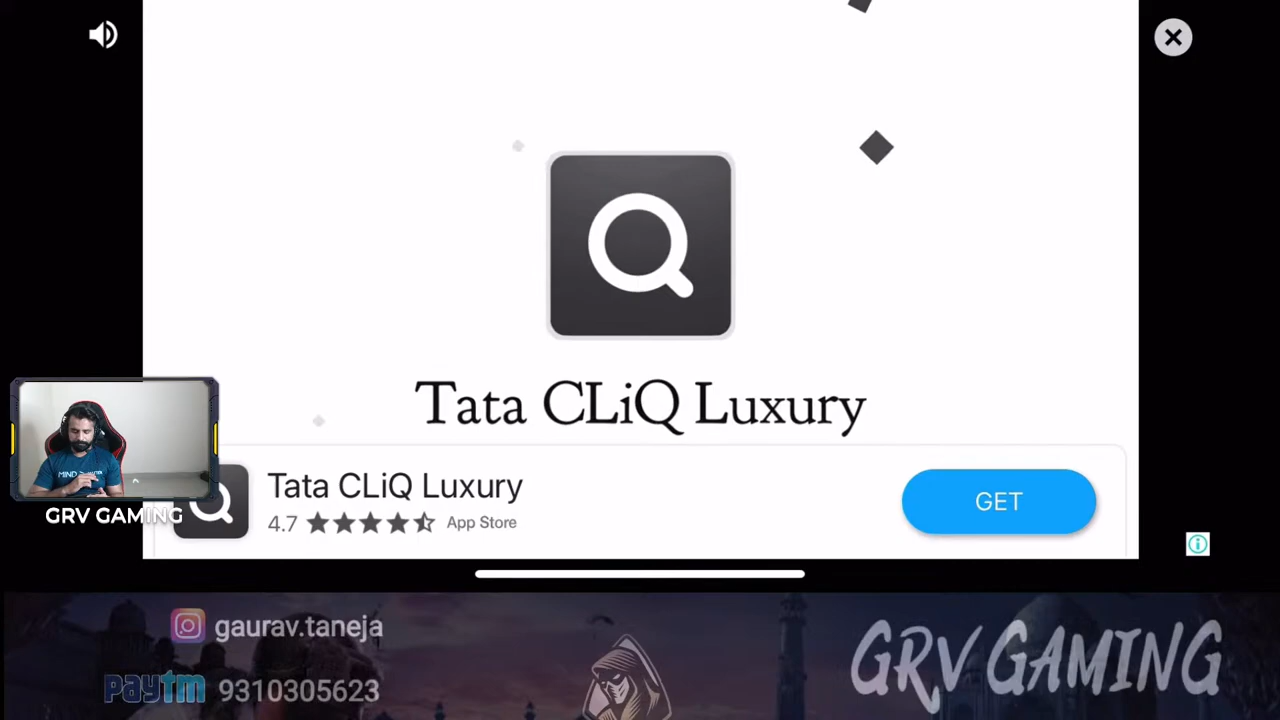 Tata CLiQ Luxury
Tata CLiQ Luxury
4.7 App Store
GET
GRV GAMING
gaurav.taneja
paytm 9310305623
GRV GAMING